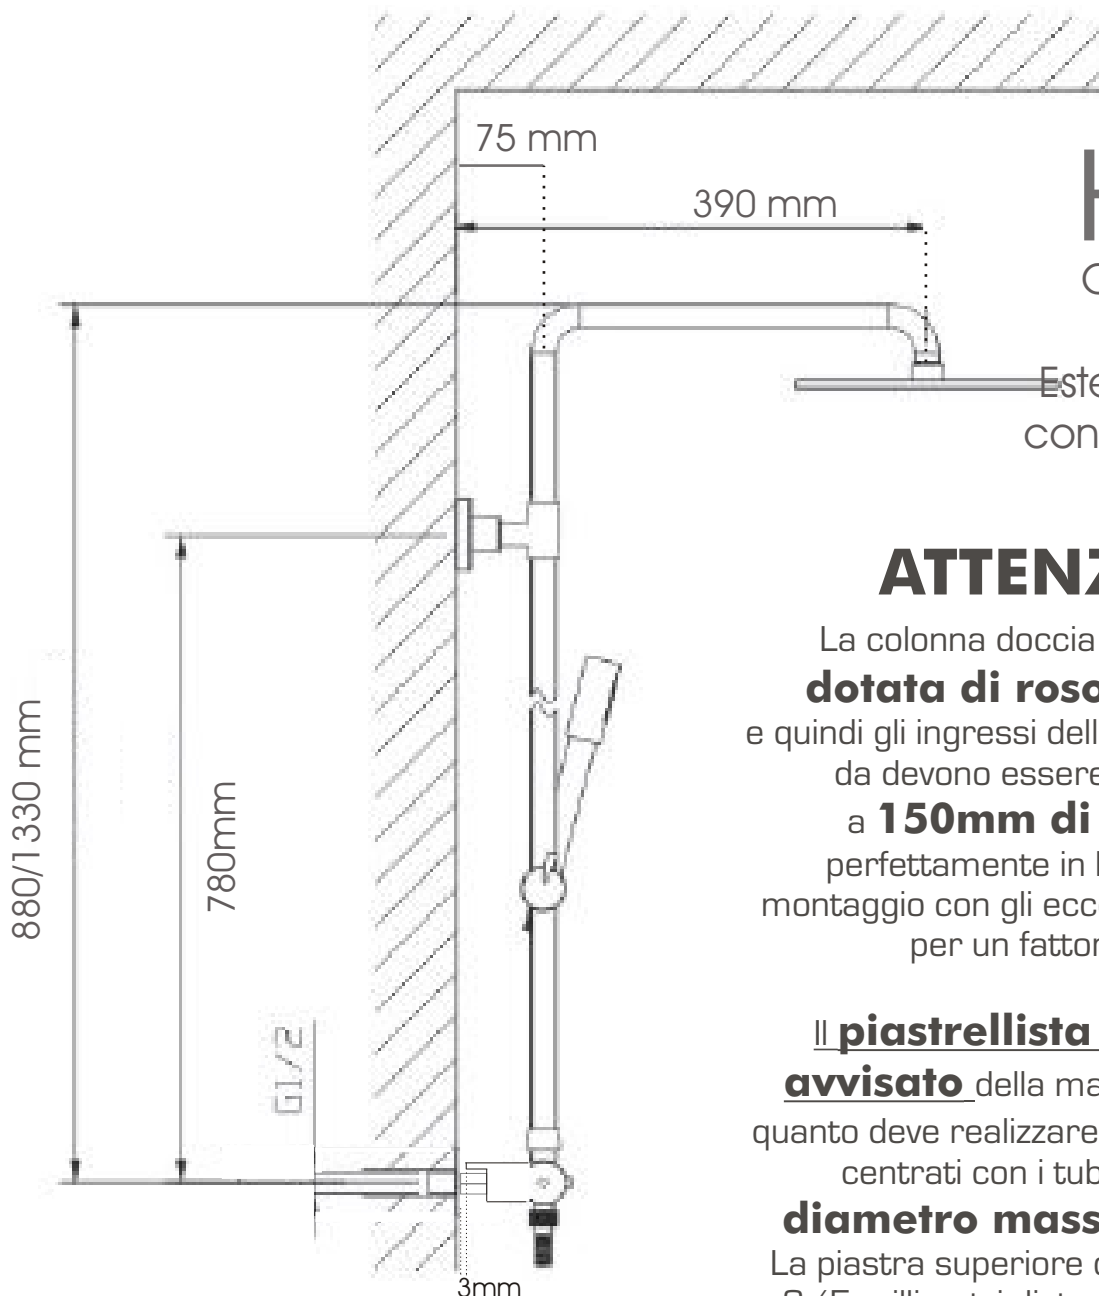 75 mm
390 mm
Este
con
ATTENZ
La colonna doccia
dotata di roso
e quindi gli ingressi dell
da devono essere
a 150mm di
perfettamente in l
montaggio con gli ecc
per un fattor
880/1330 mm
780mm
G1/2
Il piastrellista
avvisato della ma
quanto deve realizzare
centrati con i tub
diametro mass
La piastra superiore
3mm